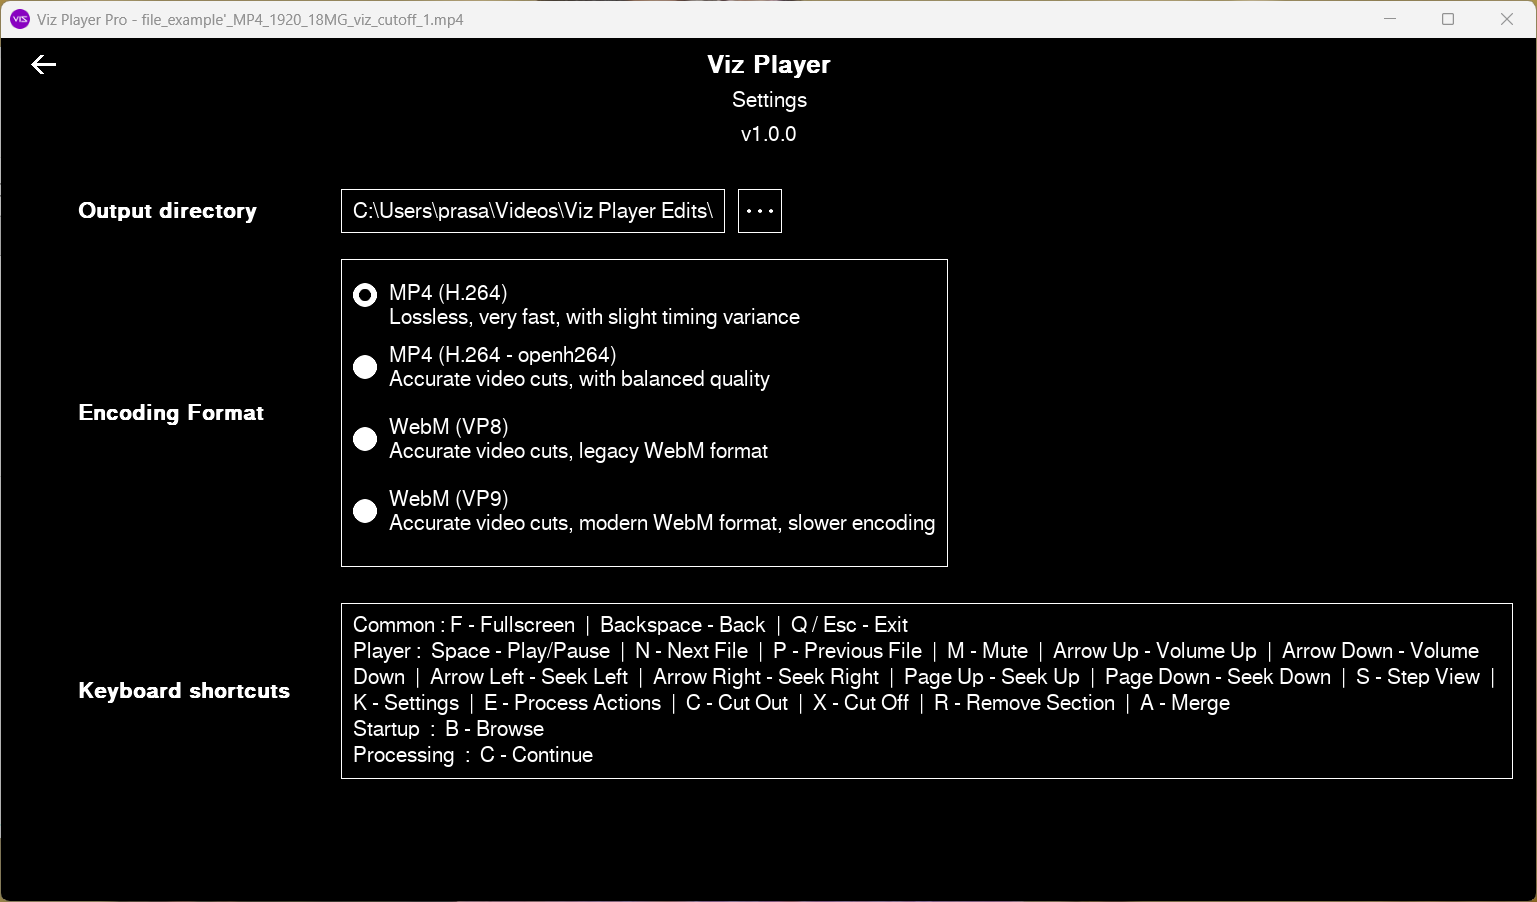 VIS Viz Player Pro - file_example'_MP4_1920_18MG_viz_cutoff_1.mp4
Viz Player
Settings
v1.0.0
Output directory
C:\Users\prasa\Videos\Viz Player Edits\
...
Encoding Format
MP4 (H.264)
Lossless, very fast, with slight timing variance
MP4 (H.264 - openh264)
Accurate video cuts, with balanced quality
WebM (VP8)
Accurate video cuts, legacy WebM format
WebM (VP9)
Accurate video cuts, modern WebM format, slower encoding
Keyboard shortcuts
Common : F - Fullscreen | Backspace - Back | Q / Esc - Exit
Player : Space - Play/Pause | N - Next File | P - Previous File | M - Mute | Arrow Up - Volume Up | Arrow Down - Volume
Down | Arrow Left - Seek Left | Arrow Right - Seek Right | Page Up - Seek Up | Page Down - Seek Down | S - Step View |
K - Settings | E - Process Actions | C - Cut Out | X - Cut Off | R - Remove Section | A - Merge
Startup : B - Browse
Processing : C - Continue